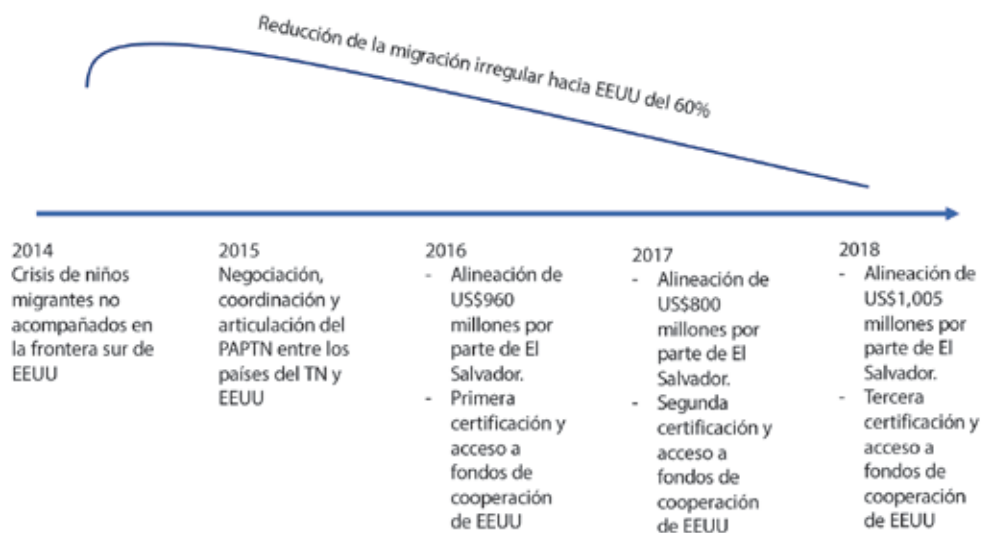 Reducción de la migración irregular hacia EEUU del 60%
2014
Crisis de niños
migrantes no
acompañados en
la frontera sur de
EEUU
2015
Negociación,
coordinación y
articulación del
PAPTN entre los
países del TN y
EEUU
2016
- Alineación de
US$960
millones por
parte de El
Salvador.
- Primera
certificación y
acceso a
fondos de
cooperación
de EEUU
2017
- Alineación de
US$800
millones por
parte de El
Salvador.
- Segunda
certificación y
acceso a
fondos de
cooperación
de EEUU
2018
- Alineación de
US$1,005
millones por
parte de El
Salvador.
- Tercera
certificación y
acceso a
fondos de
cooperación
de EEUU